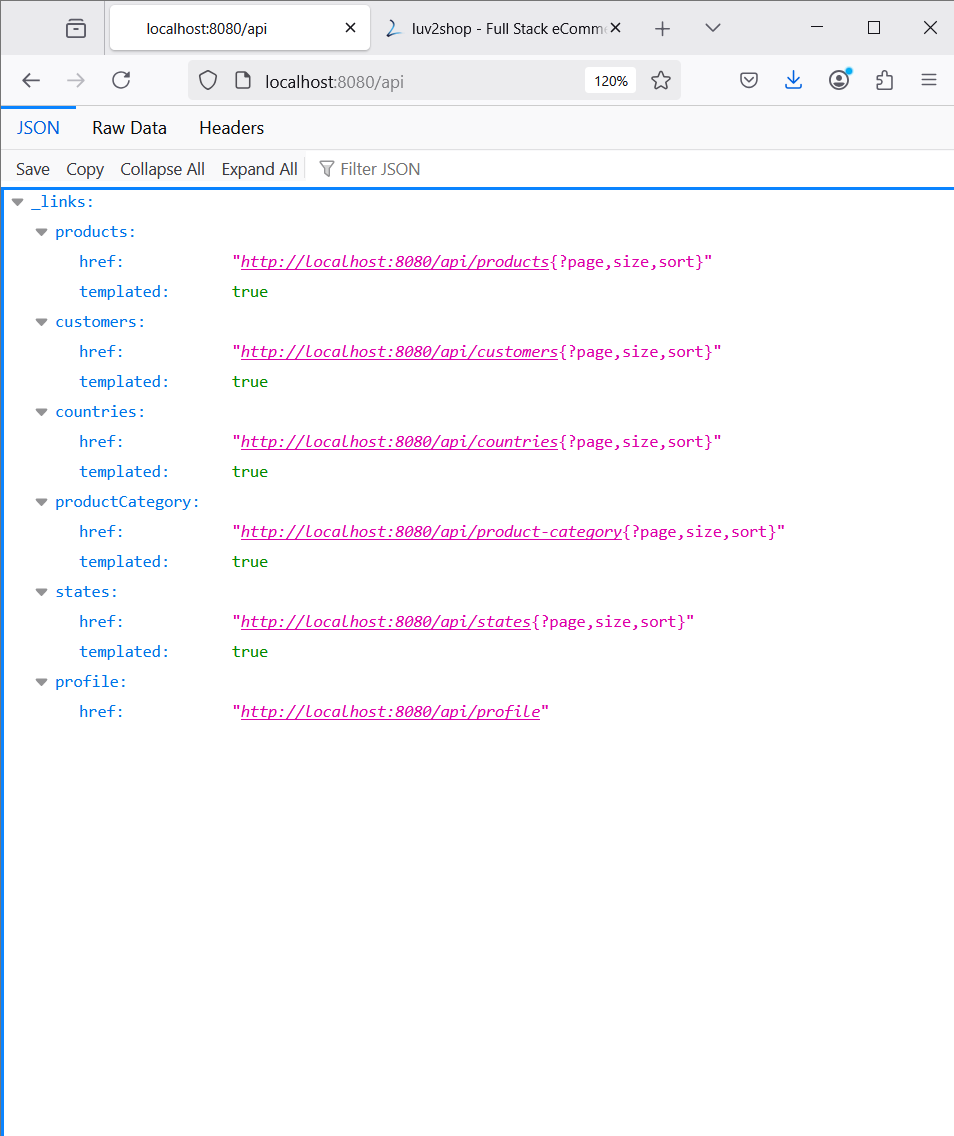 localhost:8080/api
luv2shop - Full Stack eComm
localhost:8080/api 120%
JSON Raw Data Headers
Save Copy Collapse All Expand All Filter JSON
_links:
products:
href: "http://localhost:8080/api/products{?page,size,sort}"
templated: true
customers:
href: "http://localhost:8080/api/customers{?page,size,sort}"
templated: true
countries:
href: "http://localhost:8080/api/countries{?page,size,sort}"
templated: true
productCategory:
href: "http://localhost:8080/api/product-category{?page,size,sort}"
templated: true
states:
href: "http://localhost:8080/api/states{?page,size,sort}"
templated: true
profile:
href: "http://localhost:8080/api/profile"